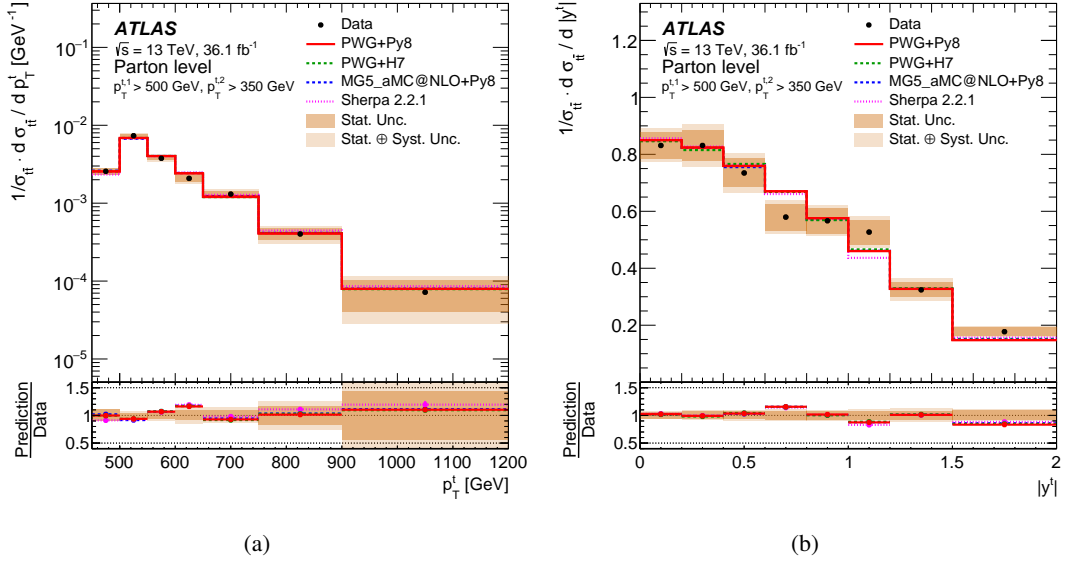 1/σ_tt̄ · d σ_tt̄ / d p_T^t [GeV⁻¹]
10⁻¹
10⁻²
10⁻³
10⁻⁴
10⁻⁵
ATLAS
√s = 13 TeV, 36.1 fb⁻¹
Parton level
p_T^{t,1} > 500 GeV, p_T^{t,2} > 350 GeV
Data
PWG+Py8
PWG+H7
MG5_aMC@NLO+Py8
Sherpa 2.2.1
Stat. Unc.
Stat. ⊕ Syst. Unc.
Prediction
Data
1.5
1
0.5
500 600 700 800 900 1000 1100 1200
p_T^t [GeV]
(a)
1/σ_tt̄ · d σ_tt̄ / d |y^t|
1.2
1
0.8
0.6
0.4
0.2
ATLAS
√s = 13 TeV, 36.1 fb⁻¹
Parton level
p_T^{t,1} > 500 GeV, p_T^{t,2} > 350 GeV
Data
PWG+Py8
PWG+H7
MG5_aMC@NLO+Py8
Sherpa 2.2.1
Stat. Unc.
Stat. ⊕ Syst. Unc.
Prediction
Data
1.5
1
0.5
0 0.5 1 1.5 2
|y^t|
(b)